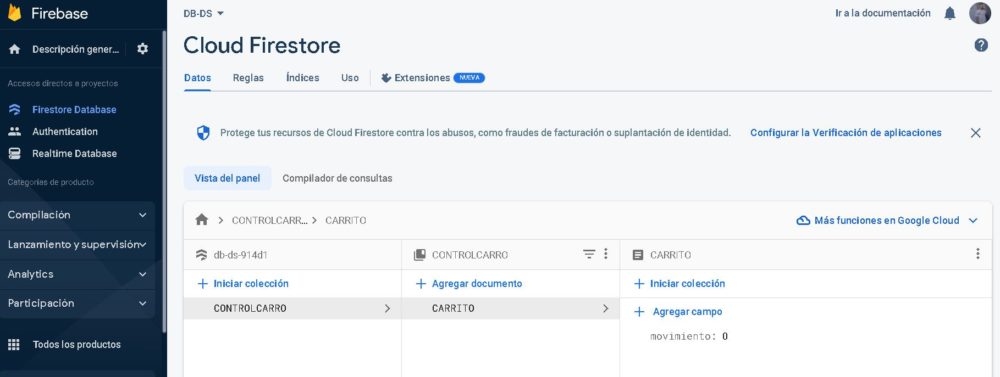 Firebase
Descripción gener...
Accesos directos a proyectos
Firestore Database
Authentication
Realtime Database
Categorías de producto
Compilación
Lanzamiento y supervisión
Analytics
Participación
Todos los productos
DB-DS
Ir a la documentación
Cloud Firestore
Datos Reglas Índices Uso Extensiones NUEVA
Protege tus recursos de Cloud Firestore contra los abusos, como fraudes de facturación o suplantación de identidad. Configurar la Verificación de aplicaciones
Vista del panel Compilador de consultas
CONTROLCARR... CARRITO Más funciones en Google Cloud
db-ds-914d1 CONTROLCARRO CARRITO
Iniciar colección Agregar documento Iniciar colección
CONTROLCARRO CARRITO
Agregar campo
movimiento: 0